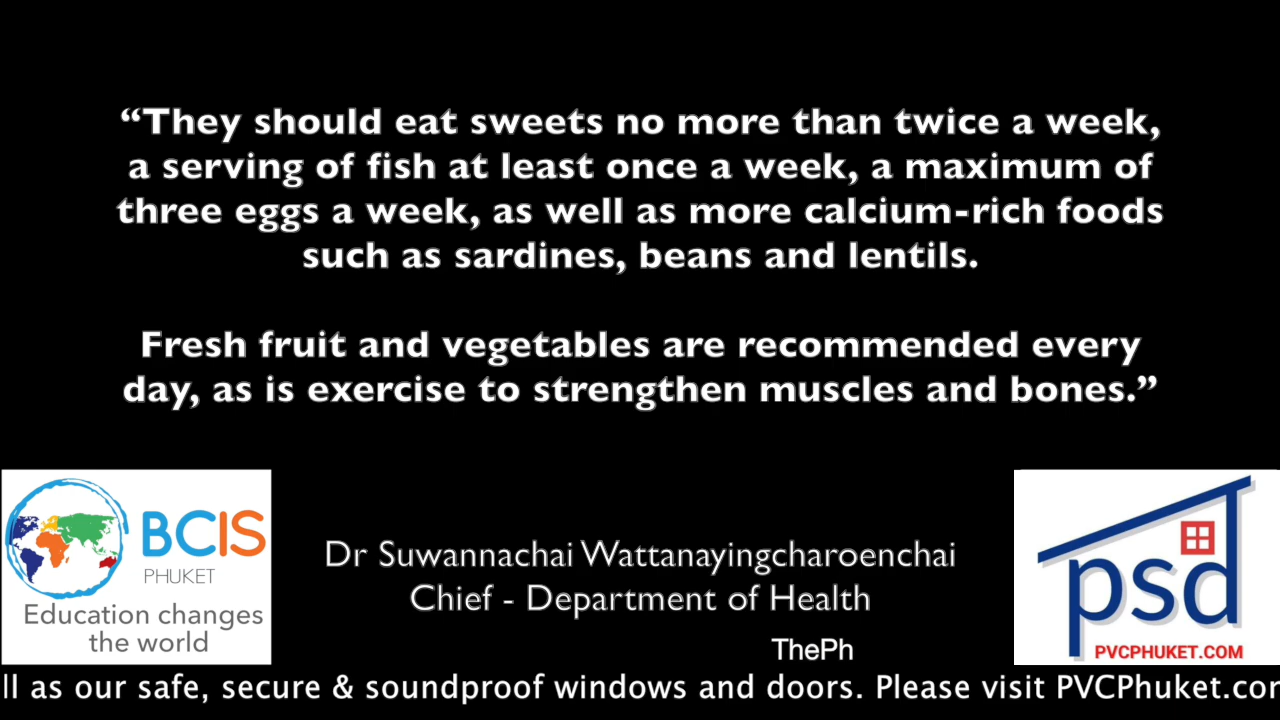 “They should eat sweets no more than twice a week,
a serving of fish at least once a week, a maximum of
three eggs a week, as well as more calcium-rich foods
such as sardines, beans and lentils.
Fresh fruit and vegetables are recommended every
day, as is exercise to strengthen muscles and bones.”
Dr Suwannachai Wattanayingcharoenchai
Chief - Department of Health
BCIS
PHUKET
Education changes
the world
psd
PVCPHUKET.COM
ThePh
ll as our safe, secure & soundproof windows and doors. Please visit PVCPhuket.com